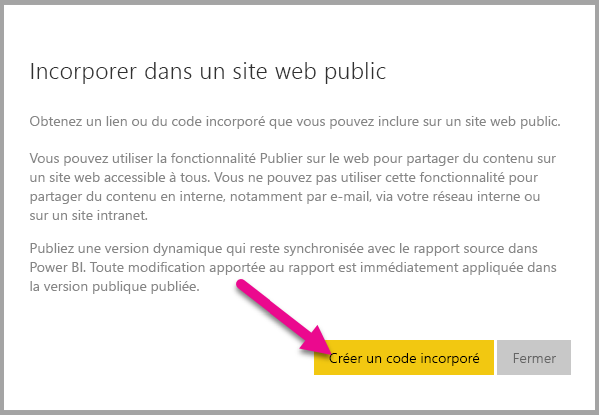 Incorporer dans un site web public
Obtenez un lien ou du code incorporé que vous pouvez inclure sur un site web public.
Vous pouvez utiliser la fonctionnalité Publier sur le web pour partager du contenu sur
un site web accessible à tous. Vous ne pouvez pas utiliser cette fonctionnalité pour
partager du contenu en interne, notamment par e-mail, via votre réseau interne ou
sur un site intranet.
Publiez une version dynamique qui reste synchronisée avec le rapport source dans
Power BI. Toute modification apportée au rapport est immédiatement appliquée dans
la version publique publiée.
Créer un code incorporé
Fermer